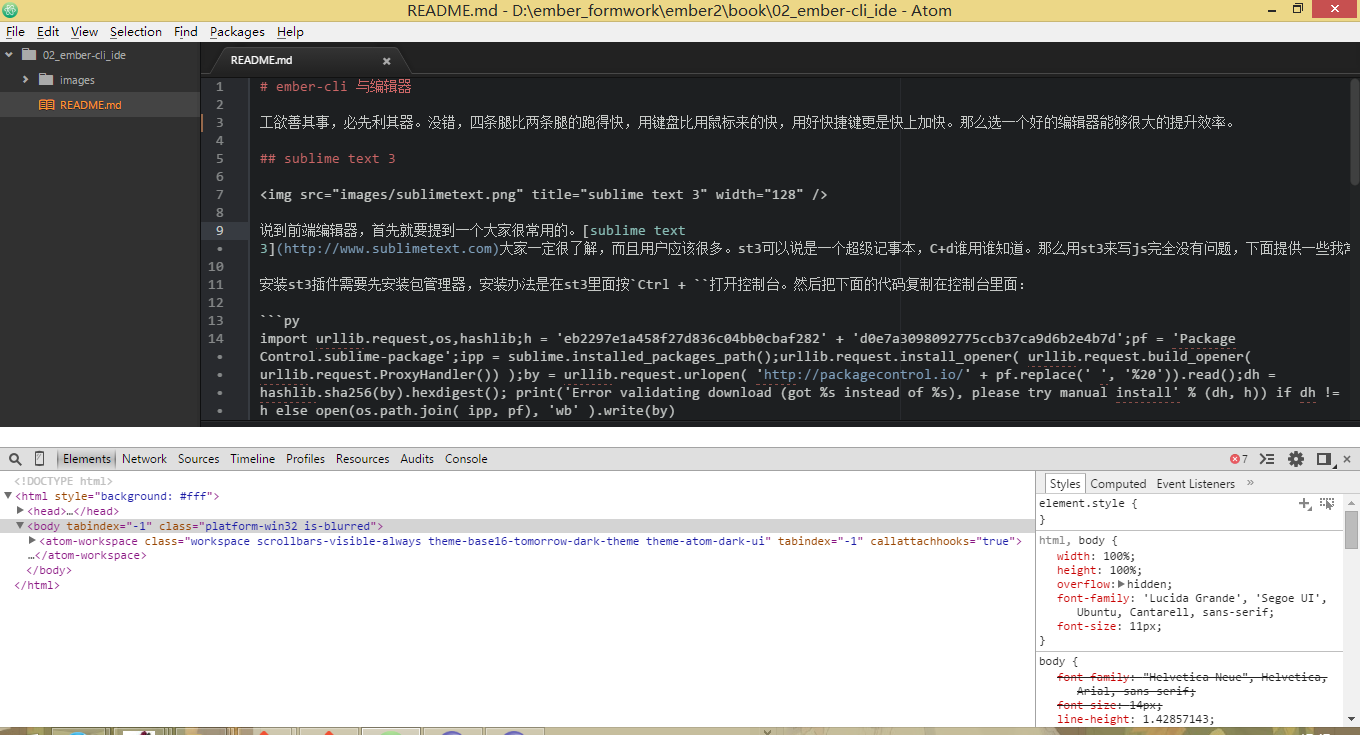 README.md - D:\ember_formwork\ember2\book\02_ember-cli_ide - Atom
File Edit View Selection Find Packages Help
02_ember-cli_ide
images
README.md
README.md
1 # ember-cli 与编辑器
2
3 工欲善其事，必先利其器。没错，四条腿比两条腿的跑得快，用键盘比用鼠标来的快，用好快捷键更是快上加快。那么选一个好的编辑器能够很大的提升效率。
4
5 ## sublime text 3
6
7 <img src="images/sublimetext.png" title="sublime text 3" width="128" />
8
9 说到前端编辑器，首先就要提到一个大家很常用的。[sublime text
• 3](http://www.sublimetext.com)大家一定很了解，而且用户应该很多。st3可以说是一个超级记事本，C+d谁用谁知道。那么用st3来写js完全没有问题，下面提供一些我
10
11 安装st3插件需要先安装包管理器，安装办法是在st3里面按`Ctrl + ``打开控制台。然后把下面的代码复制在控制台里面：
12
13 ```py
14 import urllib.request,os,hashlib;h = 'eb2297e1a458f27d836c04bb0cbaf282' + 'd0e7a3098092775ccb37ca9d6b2e4b7d';pf = 'Package
• Control.sublime-package';ipp = sublime.installed_packages_path();urllib.request.install_opener( urllib.request.build_opener(
• urllib.request.ProxyHandler()) );by = urllib.request.urlopen( 'http://packagecontrol.io/' + pf.replace(' ', '%20')).read();dh =
• hashlib.sha256(by).hexdigest(); print('Error validating download (got %s instead of %s), please try manual install' % (dh, h)) if dh !=
• h else open(os.path.join( ipp, pf), 'wb' ).write(by)
Elements Network Sources Timeline Profiles Resources Audits Console 7
<!DOCTYPE html>
<html style="background: #fff">
<head>…</head>
<body tabindex="-1" class="platform-win32 is-blurred">
<atom-workspace class="workspace scrollbars-visible-always theme-base16-tomorrow-dark-theme theme-atom-dark-ui" tabindex="-1" callattachhooks="true">
…</atom-workspace>
</body>
</html>
Styles Computed Event Listeners »
element.style {
}
html, body {
width: 100%;
height: 100%;
overflow: hidden;
font-family: 'Lucida Grande', 'Segoe UI',
Ubuntu, Cantarell, sans-serif;
font-size: 11px;
}
body {
font-family: "Helvetica Neue", Helvetica,
Arial, sans-serif;
font-size: 14px;
line-height: 1.42857143;